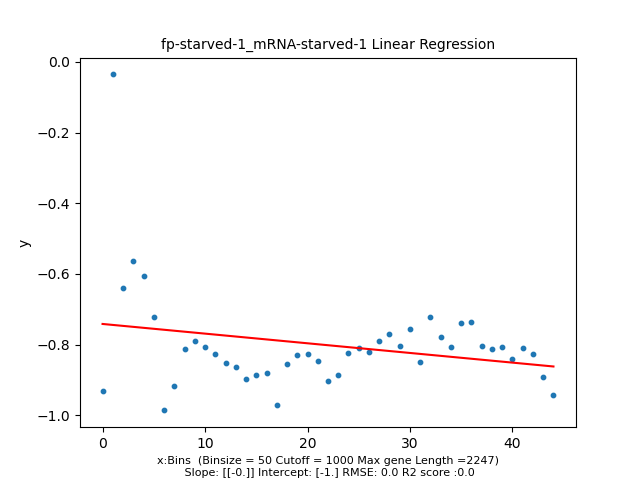 fp-starved-1_mRNA-starved-1 Linear Regression
0.0
−0.2
−0.4
−0.6
−0.8
−1.0
y
0 10 20 30 40
x:Bins (Binsize = 50 Cutoff = 1000 Max gene Length =2247)
Slope: [[-0.]] Intercept: [-1.] RMSE: 0.0 R2 score :0.0